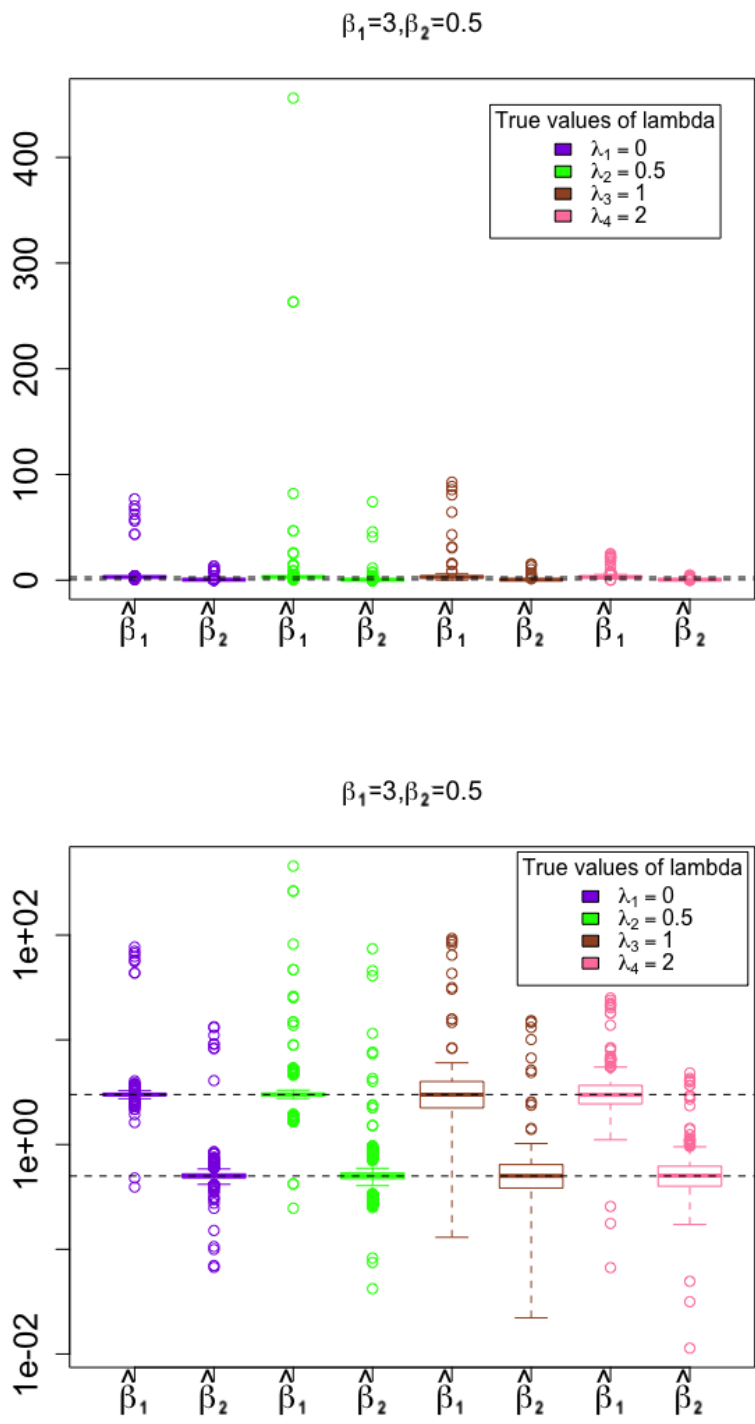 β₁=3,β₂=0.5
True values of lambda
λ₁ = 0
λ₂ = 0.5
λ₃ = 1
λ₄ = 2
400
300
200
100
0
β̂₁ β̂₂ β̂₁ β̂₂ β̂₁ β̂₂ β̂₁ β̂₂
β₁=3,β₂=0.5
True values of lambda
λ₁ = 0
λ₂ = 0.5
λ₃ = 1
λ₄ = 2
1e+02
1e+00
1e-02
β̂₁ β̂₂ β̂₁ β̂₂ β̂₁ β̂₂ β̂₁ β̂₂